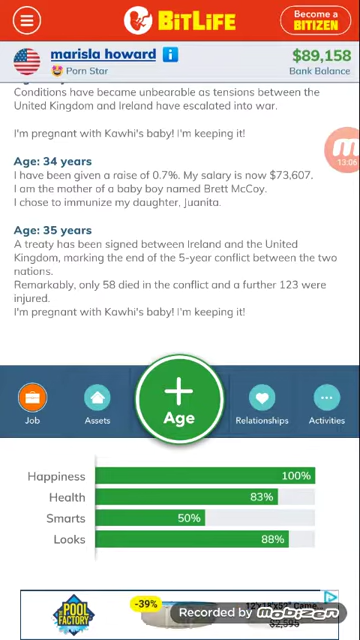 BitLife
Become a
BITIZEN
marisla howard
$89,158
Porn Star
Bank Balance
Conditions have become unbearable as tensions between the
United Kingdom and Ireland have escalated into war.
I'm pregnant with Kawhi's baby! I'm keeping it!
13:06
Age: 34 years
I have been given a raise of 0.7%. My salary is now $73,607.
I am the mother of a baby boy named Brett McCoy.
I chose to immunize my daughter, Juanita.
Age: 35 years
A treaty has been signed between Ireland and the United
Kingdom, marking the end of the 5-year conflict between the two
nations.
Remarkably, only 58 died in the conflict and a further 123 were
injured.
I'm pregnant with Kawhi's baby! I'm keeping it!
Job
Assets
Age
Relationships
Activities
Happiness 100%
Health 83%
Smarts 50%
Looks 88%
THE POOL FACTORY
-39%
Game
Recorded by Mobizen
$2,595